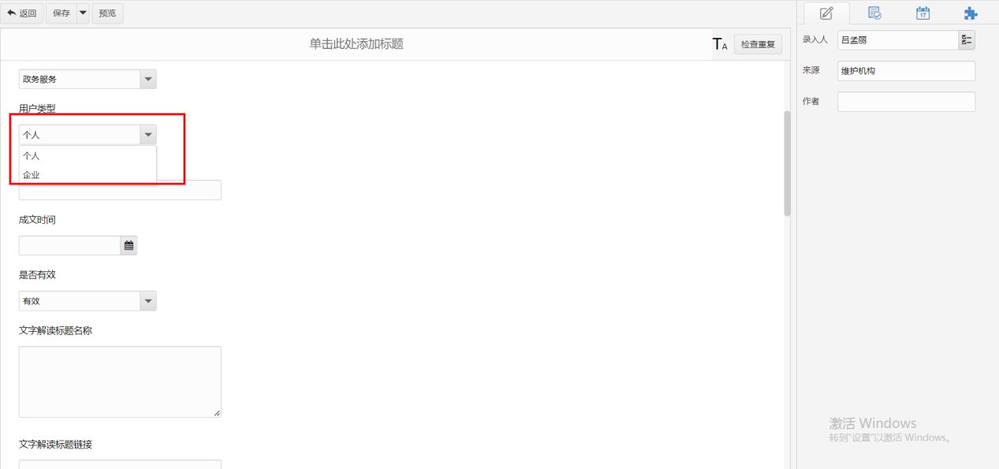 返回 保存 预览
单击此处添加标题 TA 检查重复
政务服务
用户类型
个人
个人
企业
成文时间
是否有效
有效
文字解读标题名称
文字解读标题链接
17
录入人 吕孟丽
来源 维护机构
作者
激活 Windows
转到"设置"以激活 Windows。